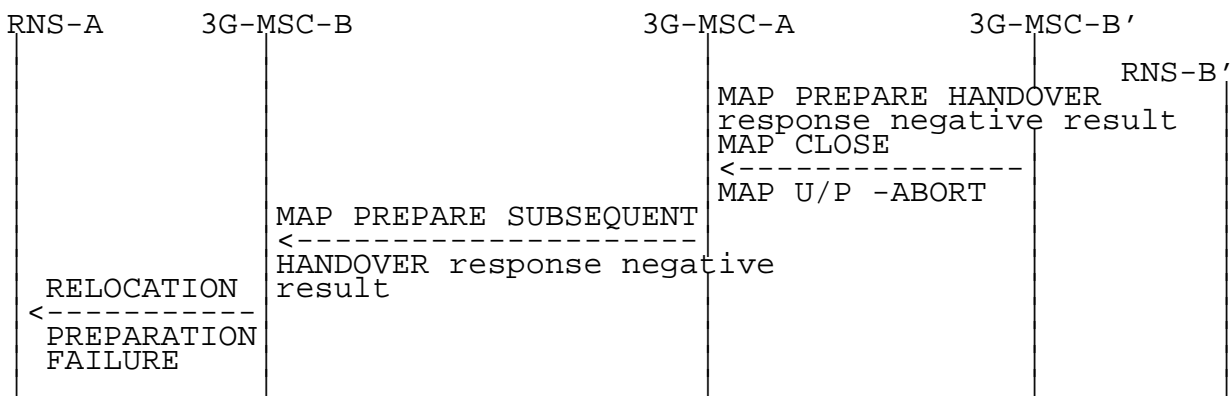 RNS-A 3G-MSC-B 3G-MSC-A 3G-MSC-B'
RNS-B'
MAP PREPARE HANDOVER
response negative result
MAP CLOSE
<---------------
MAP U/P -ABORT
MAP PREPARE SUBSEQUENT
<---------------------
HANDOVER response negative
result
RELOCATION
<-----------
PREPARATION
FAILURE